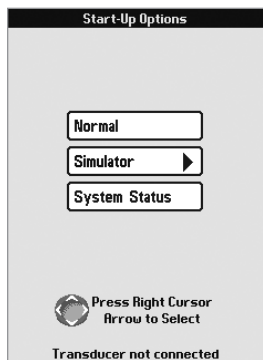 Start-Up Options
Normal
Simulator
System Status
Press Right Cursor
Arrow to Select
Transducer not connected